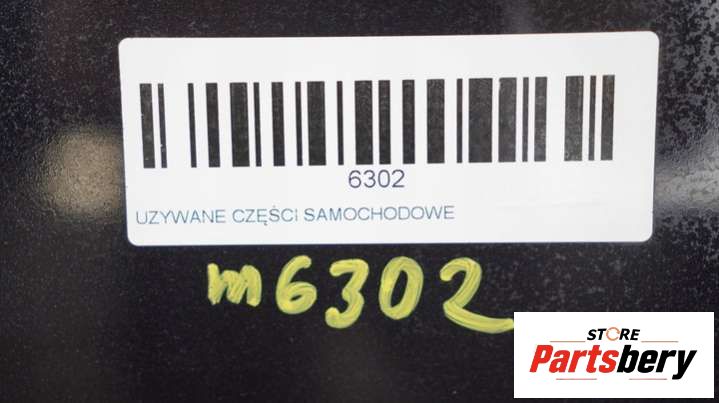 6302
UZYWANE CZĘŚCI SAMOCHODOWE
m6302
STORE
Partsbery